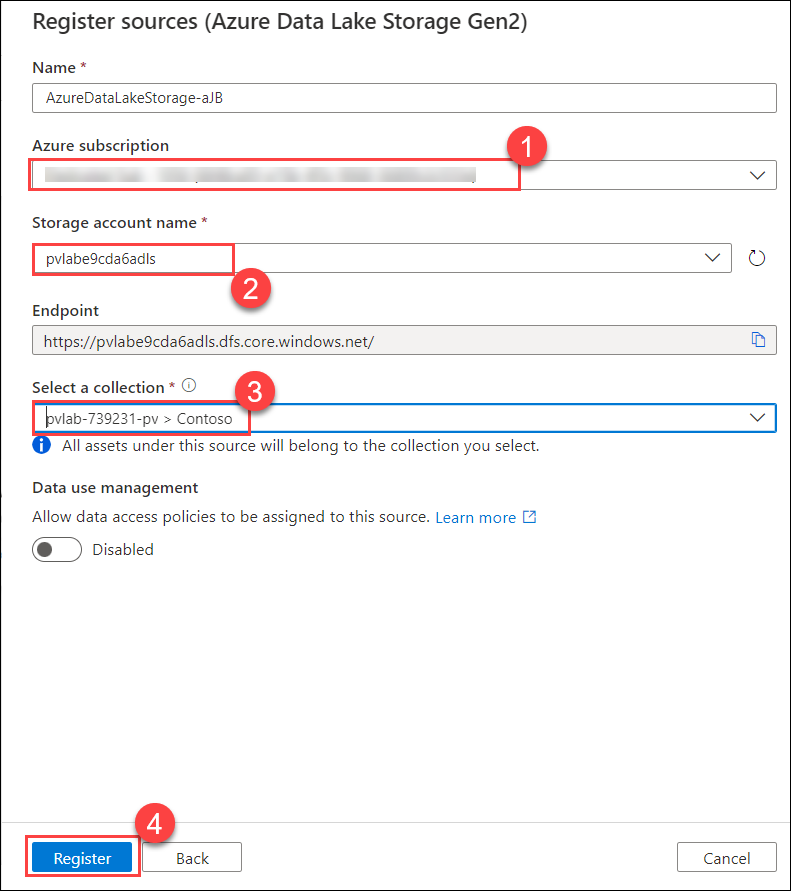 Register sources (Azure Data Lake Storage Gen2)
Name *
AzureDataLakeStorage-aJB
Azure subscription
1
Storage account name *
pvlabe9cda6adls
2
Endpoint
https://pvlabe9cda6adls.dfs.core.windows.net/
Select a collection *
3
pvlab-739231-pv > Contoso
All assets under this source will belong to the collection you select.
Data use management
Allow data access policies to be assigned to this source. Learn more
Disabled
4
Register Back Cancel